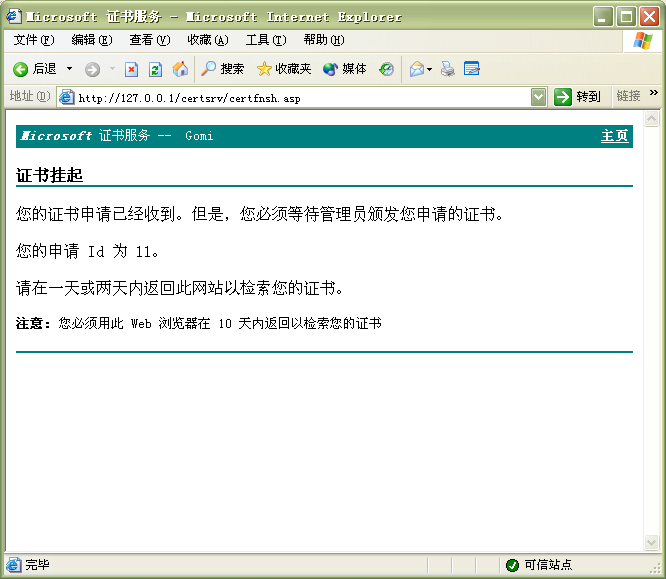 Microsoft 证书服务 - Microsoft Internet Explorer
文件(F) 编辑(E) 查看(V) 收藏(A) 工具(T) 帮助(H)
后退 搜索 收藏夹 媒体
地址(D) http://127.0.0.1/certsrv/certfnsh.asp 转到 链接 »
Microsoft 证书服务 -- Gomi 主页
证书挂起
您的证书申请已经收到。但是，您必须等待管理员颁发您申请的证书。
您的申请 Id 为 11。
请在一天或两天内返回此网站以检索您的证书。
注意：您必须用此 Web 浏览器在 10 天内返回以检索您的证书
完毕 可信站点